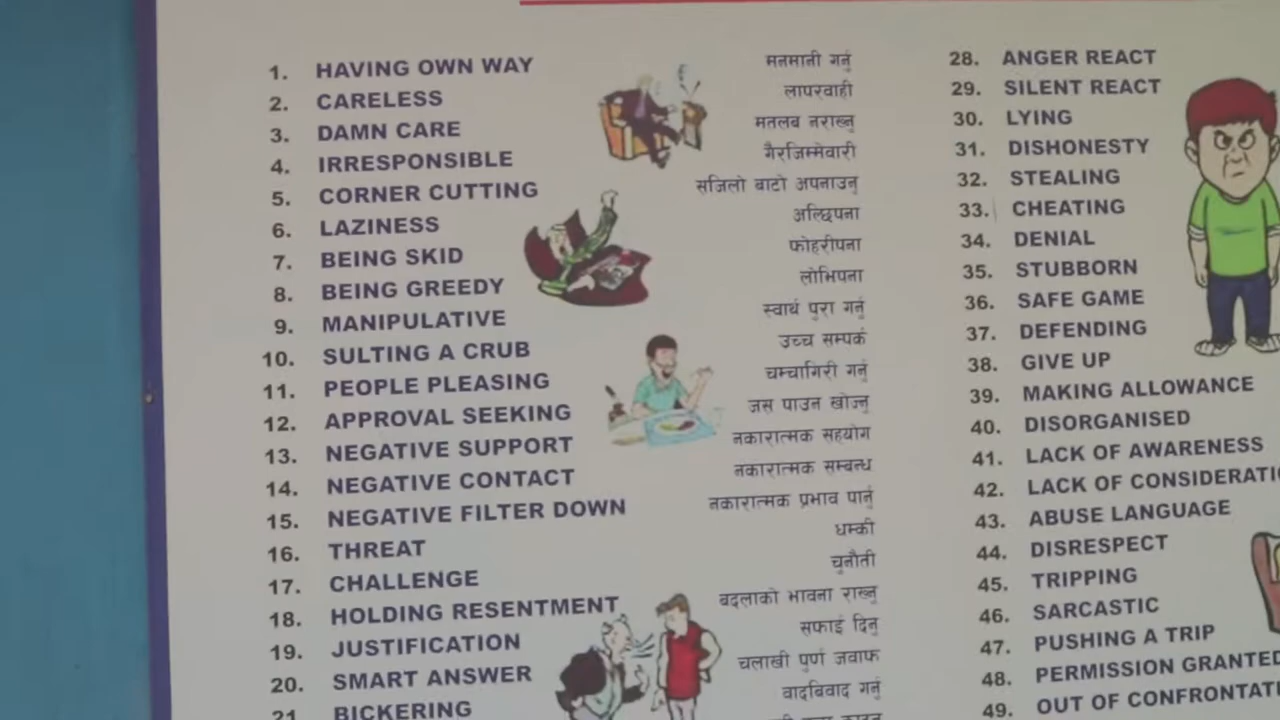 1. HAVING OWN WAY मनमानी गर्नु
2. CARELESS लापरवाही
3. DAMN CARE मतलब नराख्नु
4. IRRESPONSIBLE गैरजिम्मेवारी
5. CORNER CUTTING सजिलो बाटो अपनाउनु
6. LAZINESS अल्छिपना
7. BEING SKID फोहरीपना
8. BEING GREEDY लोभिपना
9. MANIPULATIVE स्वार्थ पुरा गर्नु
10. SULTING A CRUB उच्च सम्पर्क
11. PEOPLE PLEASING चम्चागिरी गर्नु
12. APPROVAL SEEKING जस पाउन खोज्नु
13. NEGATIVE SUPPORT नकारात्मक सहयोग
14. NEGATIVE CONTACT नकारात्मक सम्बन्ध
15. NEGATIVE FILTER DOWN नकारात्मक प्रभाव पार्नु
16. THREAT धम्की
17. CHALLENGE चुनौती
18. HOLDING RESENTMENT बदलाको भावना राख्नु
19. JUSTIFICATION सफाई दिनु
20. SMART ANSWER चलाखी पुर्ण जवाफ
21 BICKERING वादबिवाद गर्नु
28. ANGER REACT
29. SILENT REACT
30. LYING
31. DISHONESTY
32. STEALING
33. CHEATING
34. DENIAL
35. STUBBORN
36. SAFE GAME
37. DEFENDING
38. GIVE UP
39. MAKING ALLOWANCE
40. DISORGANISED
41. LACK OF AWARENESS
42. LACK OF CONSIDERATI
43. ABUSE LANGUAGE
44. DISRESPECT
45. TRIPPING
46. SARCASTIC
47. PUSHING A TRIP
48. PERMISSION GRANTED
49. OUT OF CONFRONTATI